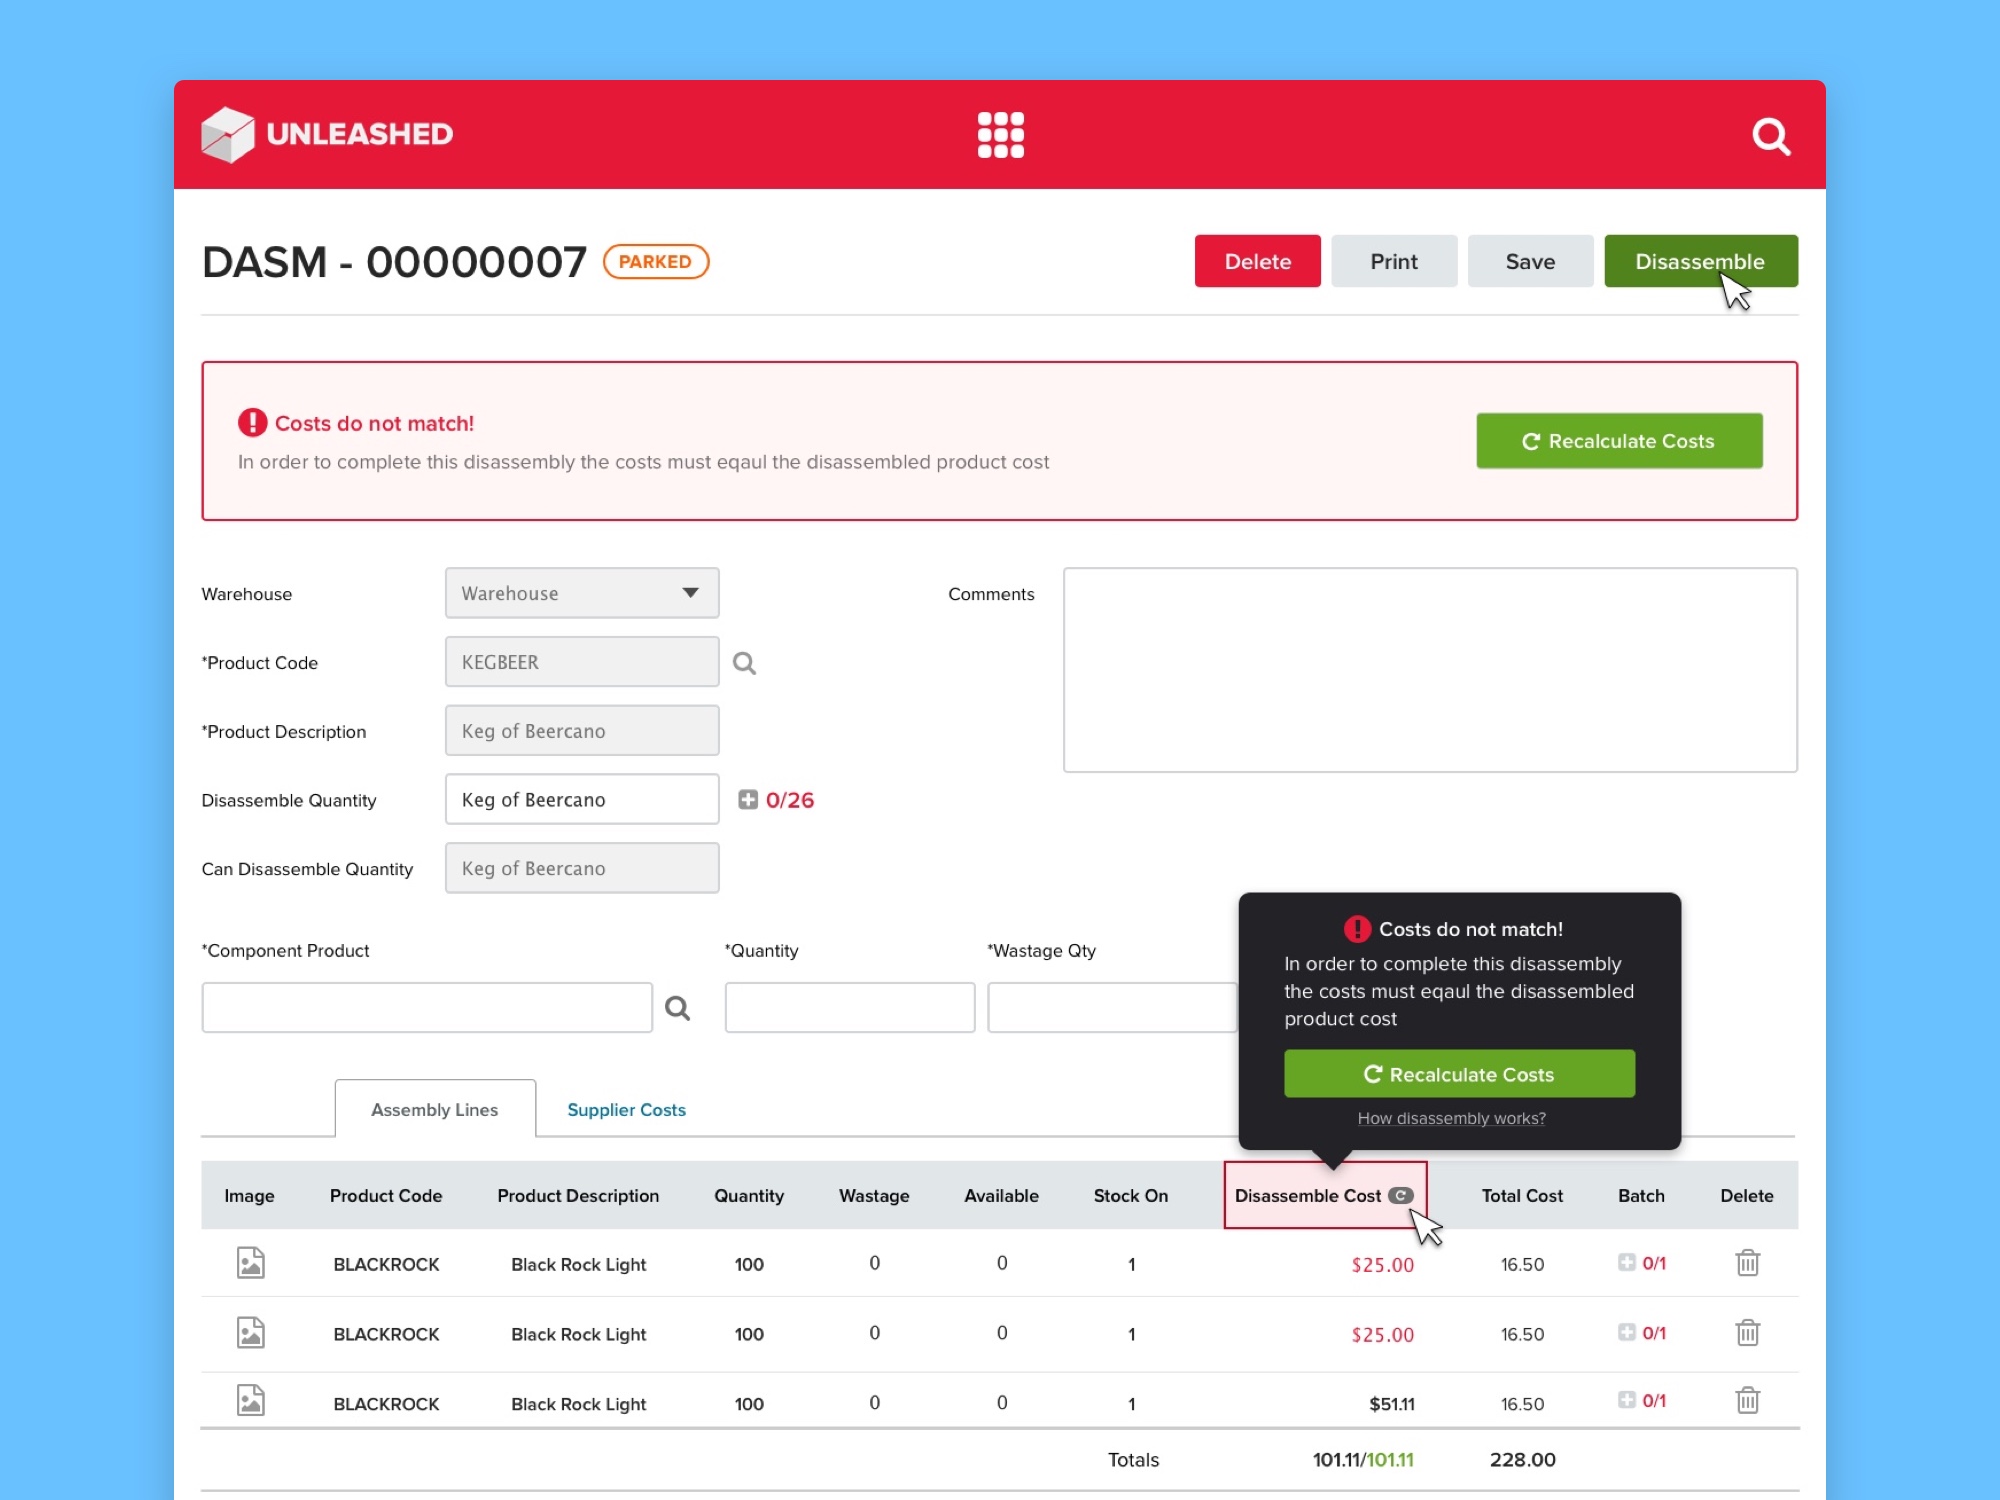 UNLEASHED
DASM - 00000007 PARKED
Delete Print Save Disassemble
Costs do not match!
In order to complete this disassembly the costs must eqaul the disassembled product cost
Recalculate Costs
Warehouse Warehouse Comments
*Product Code KEGBEER
*Product Description Keg of Beercano
Disassemble Quantity Keg of Beercano 0/26
Can Disassemble Quantity Keg of Beercano
*Component Product *Quantity *Wastage Qty
Costs do not match!
In order to complete this disassembly
the costs must eqaul the disassembled
product cost
Recalculate Costs
How disassembly works?
Assembly Lines Supplier Costs
Image Product Code Product Description Quantity Wastage Available Stock On Disassemble Cost Total Cost Batch Delete
BLACKROCK Black Rock Light 100 0 0 1 $25.00 16.50 0/1
BLACKROCK Black Rock Light 100 0 0 1 $25.00 16.50 0/1
BLACKROCK Black Rock Light 100 0 0 1 $51.11 16.50 0/1
Totals 101.11/101.11 228.00